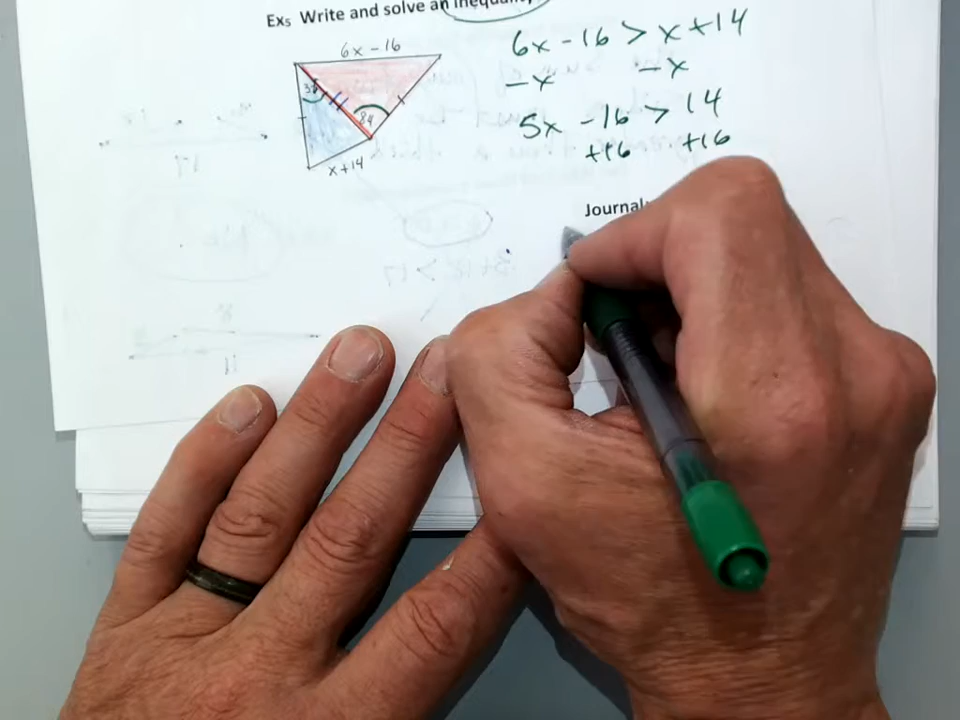 Ex5 Write and solve an inequality
6x - 16
84
x + 14
6x - 16 > x + 14
- x - x
5x - 16 > 14
+16 +16
Journal: